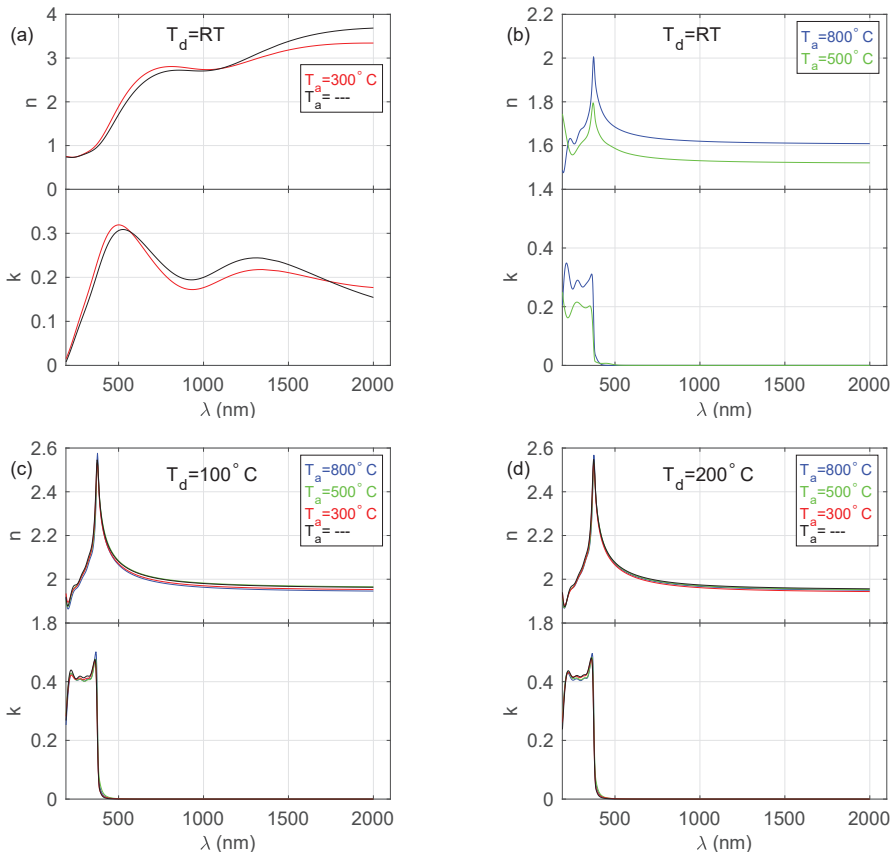 (a)
T_d=RT
T_a=300°C
T_a= ---
n
4
3
2
1
0
k
0.3
0.2
0.1
0
500 1000 1500 2000
λ (nm)
(b)
T_d=RT
T_a=800°C
T_a=500°C
n
2
1.8
1.6
1.4
k
0.4
0.2
0
500 1000 1500 2000
λ (nm)
(c)
T_d=100°C
T_a=800°C
T_a=500°C
T_a=300°C
T_a= ---
n
2.6
2.4
2.2
2
1.8
k
0.4
0.2
0
500 1000 1500 2000
λ (nm)
(d)
T_d=200°C
T_a=800°C
T_a=500°C
T_a=300°C
T_a= ---
n
2.6
2.4
2.2
2
1.8
k
0.4
0.2
0
500 1000 1500 2000
λ (nm)